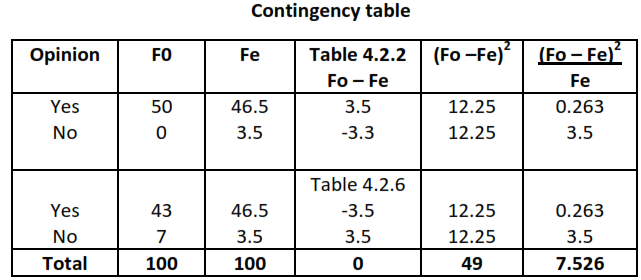 Contingency table
Opinion F0 Fe Table 4.2.2 (Fo –Fe)2 (Fo – Fe)2
Fo – Fe Fe
Yes 50 46.5 3.5 12.25 0.263
No 0 3.5 -3.3 12.25 3.5
Table 4.2.6
Yes 43 46.5 -3.5 12.25 0.263
No 7 3.5 3.5 12.25 3.5
Total 100 100 0 49 7.526